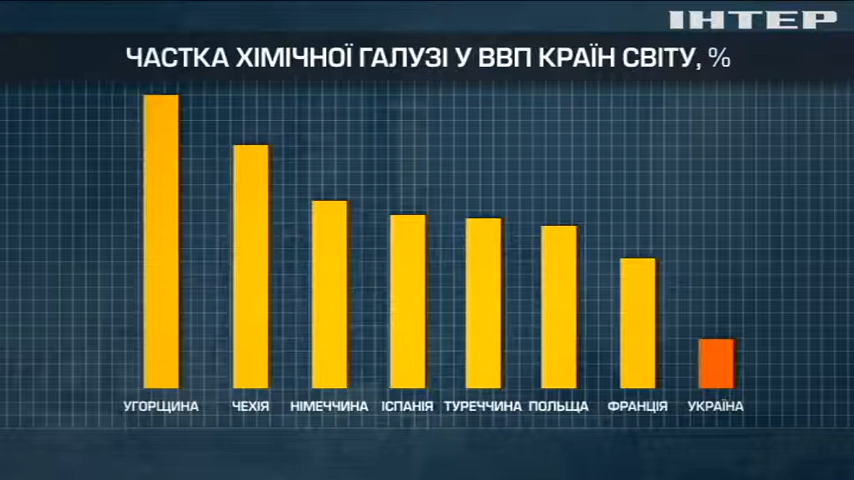 ІНТЕР
ЧАСТКА ХІМІЧНОЇ ГАЛУЗІ У ВВП КРАЇН СВІТУ, %
УГОРЩИНА ЧЕХІЯ НІМЕЧЧИНА ІСПАНІЯ ТУРЕЧЧИНА ПОЛЬЩА ФРАНЦІЯ УКРАЇНА